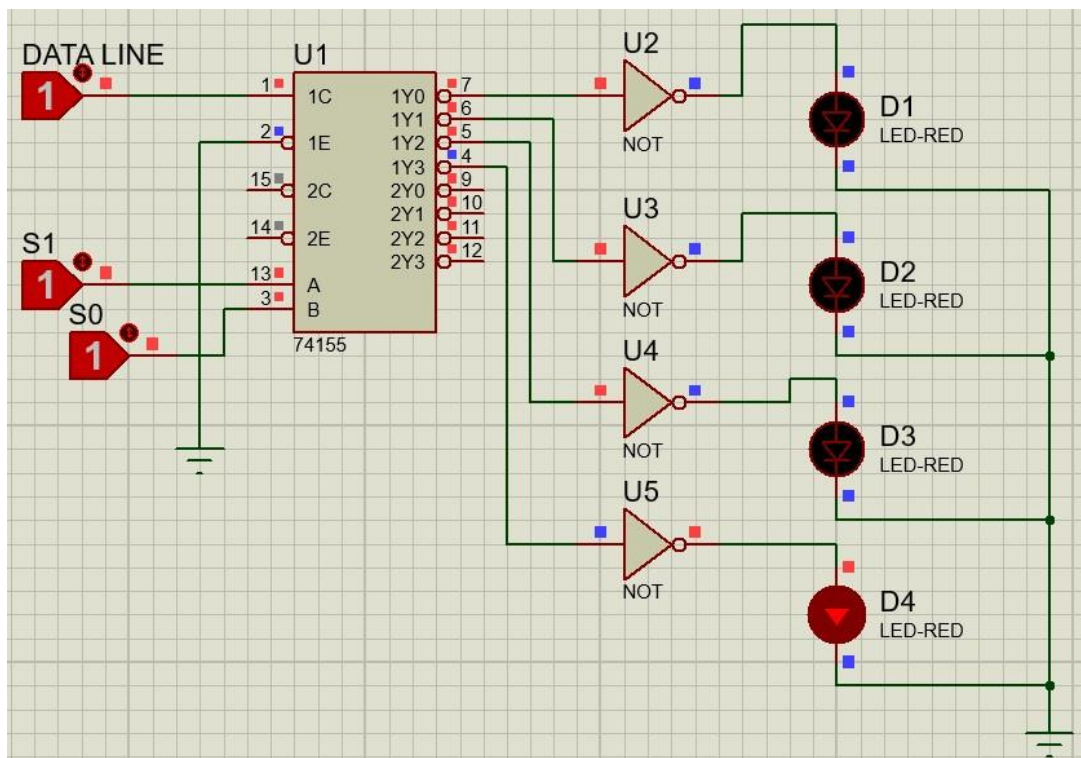 DATA LINE
1
S1
1
S0
1
U1
1
2
15
14
13
3
1C
1E
2C
2E
A
B
1Y0
1Y1
1Y2
1Y3
2Y0
2Y1
2Y2
2Y3
7
6
5
4
9
10
11
12
74155
U2
NOT
D1
LED-RED
U3
NOT
D2
LED-RED
U4
NOT
D3
LED-RED
U5
NOT
D4
LED-RED